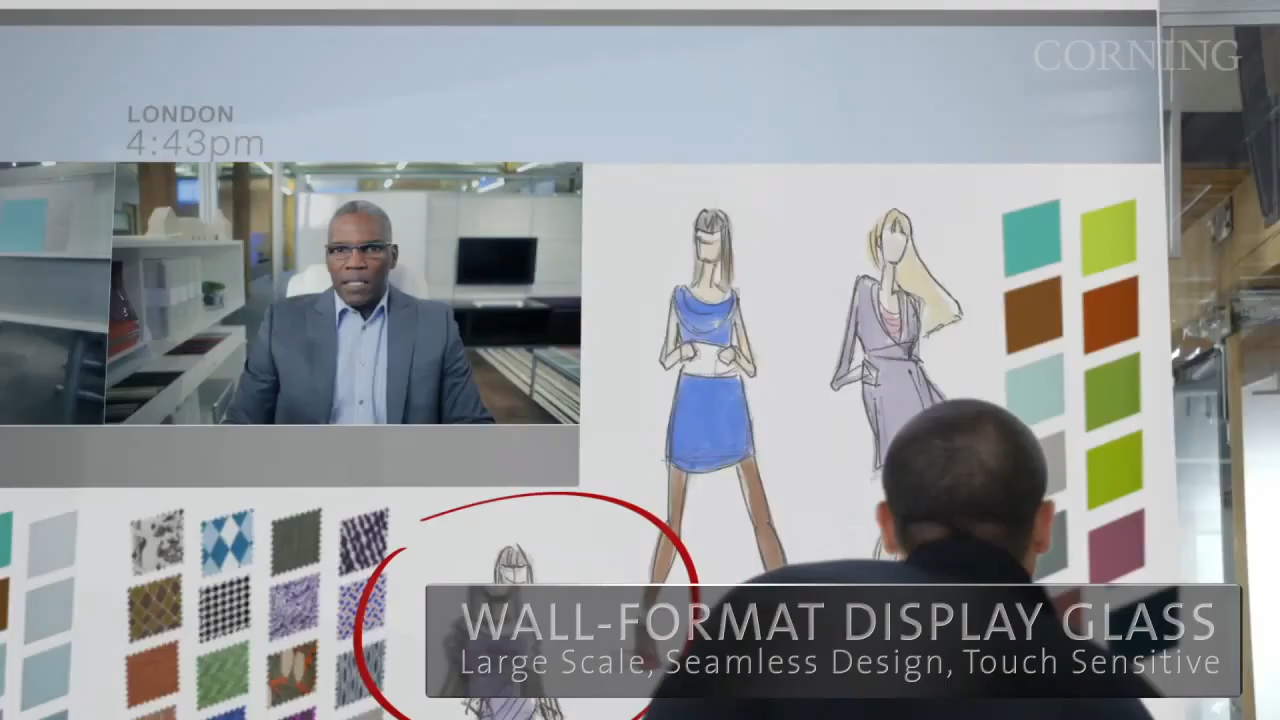 CORNING
LONDON
4:43pm
WALL-FORMAT DISPLAY GLASS
Large Scale, Seamless Design, Touch Sensitive